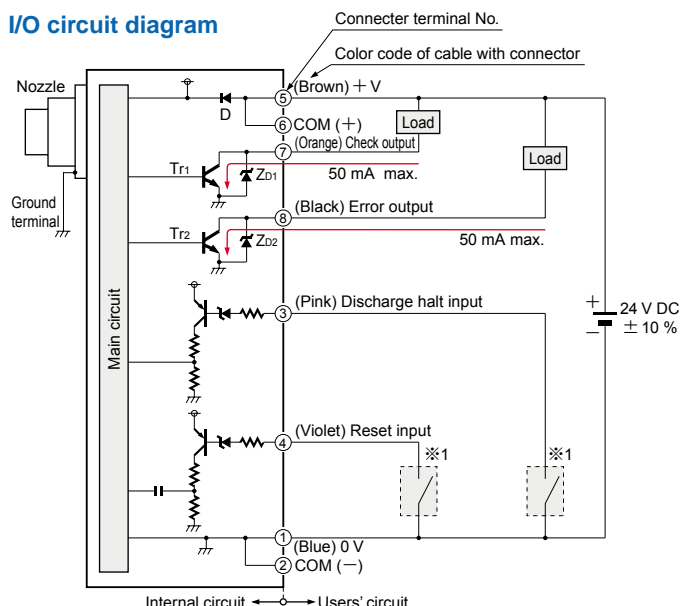 I/O circuit diagram
Connecter terminal No.
Color code of cable with connector
Nozzle
(Brown) +V
5
D
6
COM (+)
Load
(Orange) Check output
7
Load
Tr1
ZD1
50 mA max.
Ground
terminal
(Black) Error output
8
Tr2
ZD2
50 mA max.
Main circuit
(Pink) Discharge halt input
3
+
24 V DC
± 10 %
−
(Violet) Reset input
4
※1
※1
1
(Blue) 0 V
2
COM (−)
Internal circuit
Users' circuit